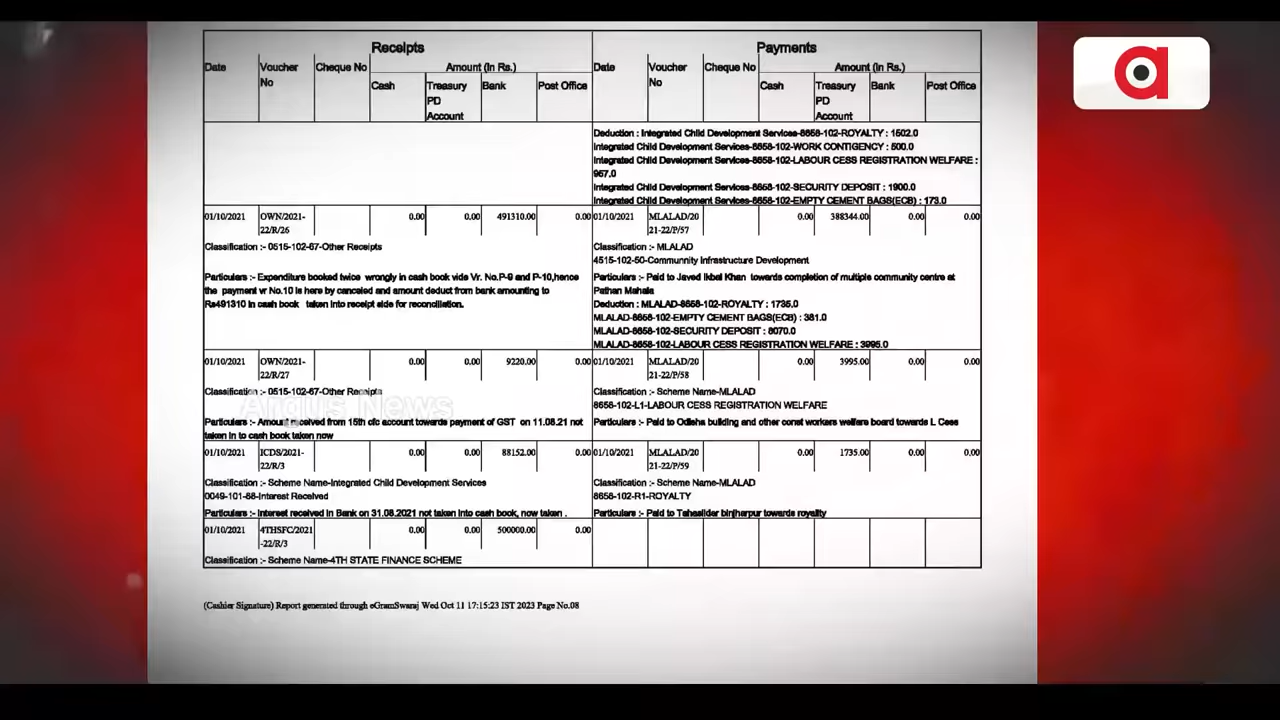 Receipts
Payments
Date
Voucher No
Cheque No
Amount (In Rs.)
Cash
Treasury PD Account
Bank
Post Office
Date
Voucher No
Cheque No
Amount (In Rs.)
Cash
Treasury PD Account
Bank
Post Office
Deduction : Integrated Child Development Services-8658-102-ROYALTY : 1502.0
Integrated Child Development Services-8658-102-WORK CONTIGENCY : 500.0
Integrated Child Development Services-8658-102-LABOUR CESS REGISTRATION WELFARE :
957.0
Integrated Child Development Services-8658-102-SECURITY DEPOSIT : 1900.0
Integrated Child Development Services-8658-102-EMPTY CEMENT BAGS(ECB) : 173.0
01/10/2021 OWN/2021-22/R/26 0.00 0.00 491310.00 0.00
Classification :- 0515-102-67-Other Receipts
Particulars :- Expenditure booked twice wrongly in cash book vide Vr. No.P-9 and P-10,hence
the payment vr No.10 is here by canceled and amount deduct from bank amounting to
Rs491310 in cash book taken into receipt side for reconciliation.
01/10/2021 MLALAD/2021-22/P/57 0.00 388344.00 0.00 0.00
Classification :- MLALAD
4515-102-50-Communnity Infrastructure Development
Particulars :- Paid to Javed Ikbal Khan towards completion of multiple community centre at
Pathan Mahala
Deduction : MLALAD-8658-102-ROYALTY : 1735.0
MLALAD-8658-102-EMPTY CEMENT BAGS(ECB) : 381.0
MLALAD-8658-102-SECURITY DEPOSIT : 8070.0
MLALAD-8658-102-LABOUR CESS REGISTRATION WELFARE : 3995.0
01/10/2021 OWN/2021-22/R/27 0.00 0.00 9220.00 0.00
Classification :- 0515-102-67-Other Receipts
Particulars :- Amount received from 15th cfc account towards payment of GST on 11.08.21 not
taken in to cash book taken now
01/10/2021 MLALAD/2021-22/P/58 0.00 3995.00 0.00 0.00
Classification :- Scheme Name-MLALAD
8658-102-L1-LABOUR CESS REGISTRATION WELFARE
Particulars :- Paid to Odisha building and other const workers welfare board towards L Cess
01/10/2021 ICDS/2021-22/R/3 0.00 0.00 88152.00 0.00
Classification :- Scheme Name-Integrated Child Development Services
0049-101-68-Interest Received
Particulars :- Interest received in Bank on 31.08.2021 not taken into cash book, now taken .
01/10/2021 MLALAD/2021-22/P/59 0.00 1735.00 0.00 0.00
Classification :- Scheme Name-MLALAD
8658-102-R1-ROYALTY
Particulars :- Paid to Tahasildar binjharpur towards royality
01/10/2021 4THSFC/2021-22/R/3 0.00 0.00 500000.00 0.00
Classification :- Scheme Name-4TH STATE FINANCE SCHEME
(Cashier Signature) Report generated through eGramSwaraj Wed Oct 11 17:15:23 IST 2023 Page No.08
Argus News
a